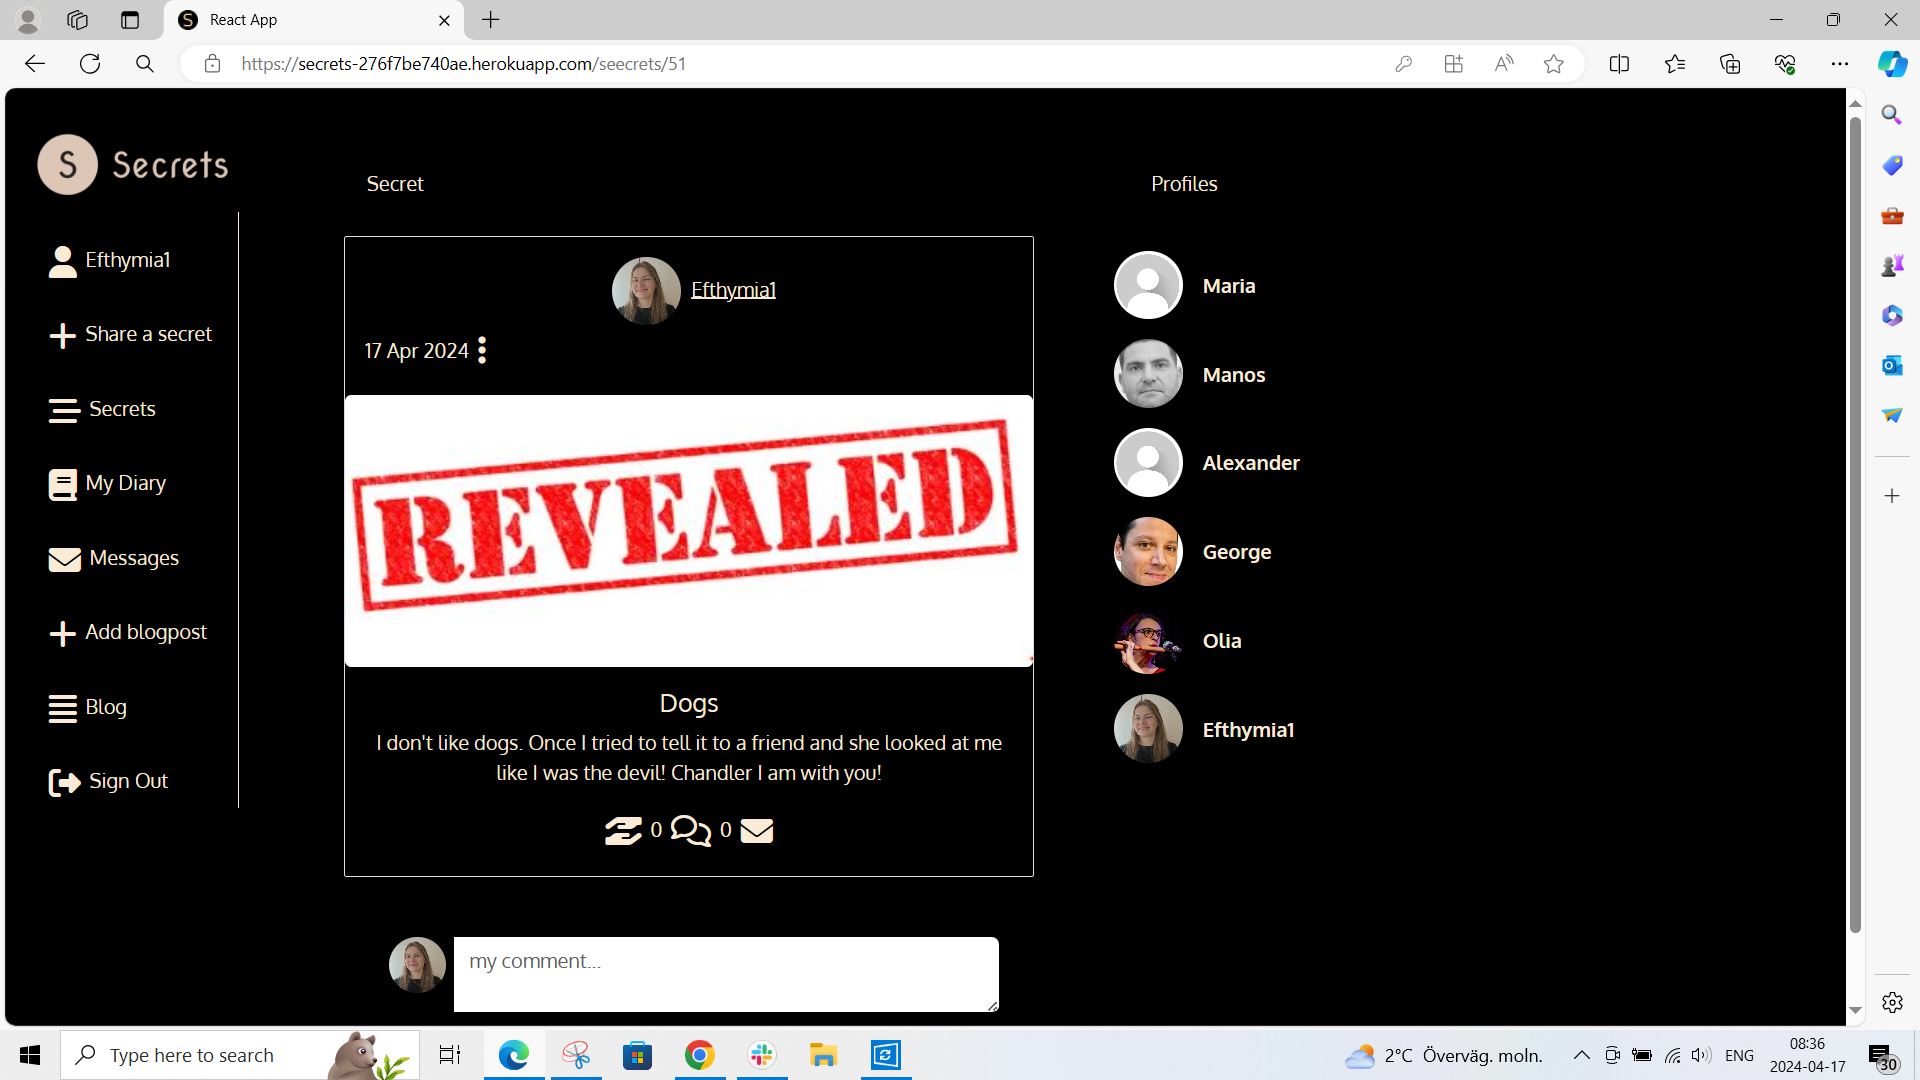 React App
https://secrets-276f7be740ae.herokuapp.com/seecrets/51
S Secrets
Efthymia1
Share a secret
Secrets
My Diary
Messages
Add blogpost
Blog
Sign Out
Secret
Efthymia1
17 Apr 2024
REVEALED
Dogs
I don't like dogs. Once I tried to tell it to a friend and she looked at me
like I was the devil! Chandler I am with you!
0 0
my comment...
Profiles
Maria
Manos
Alexander
George
Olia
Efthymia1
Type here to search
2°C Överväg. moln.
ENG
08:36
2024-04-17
30